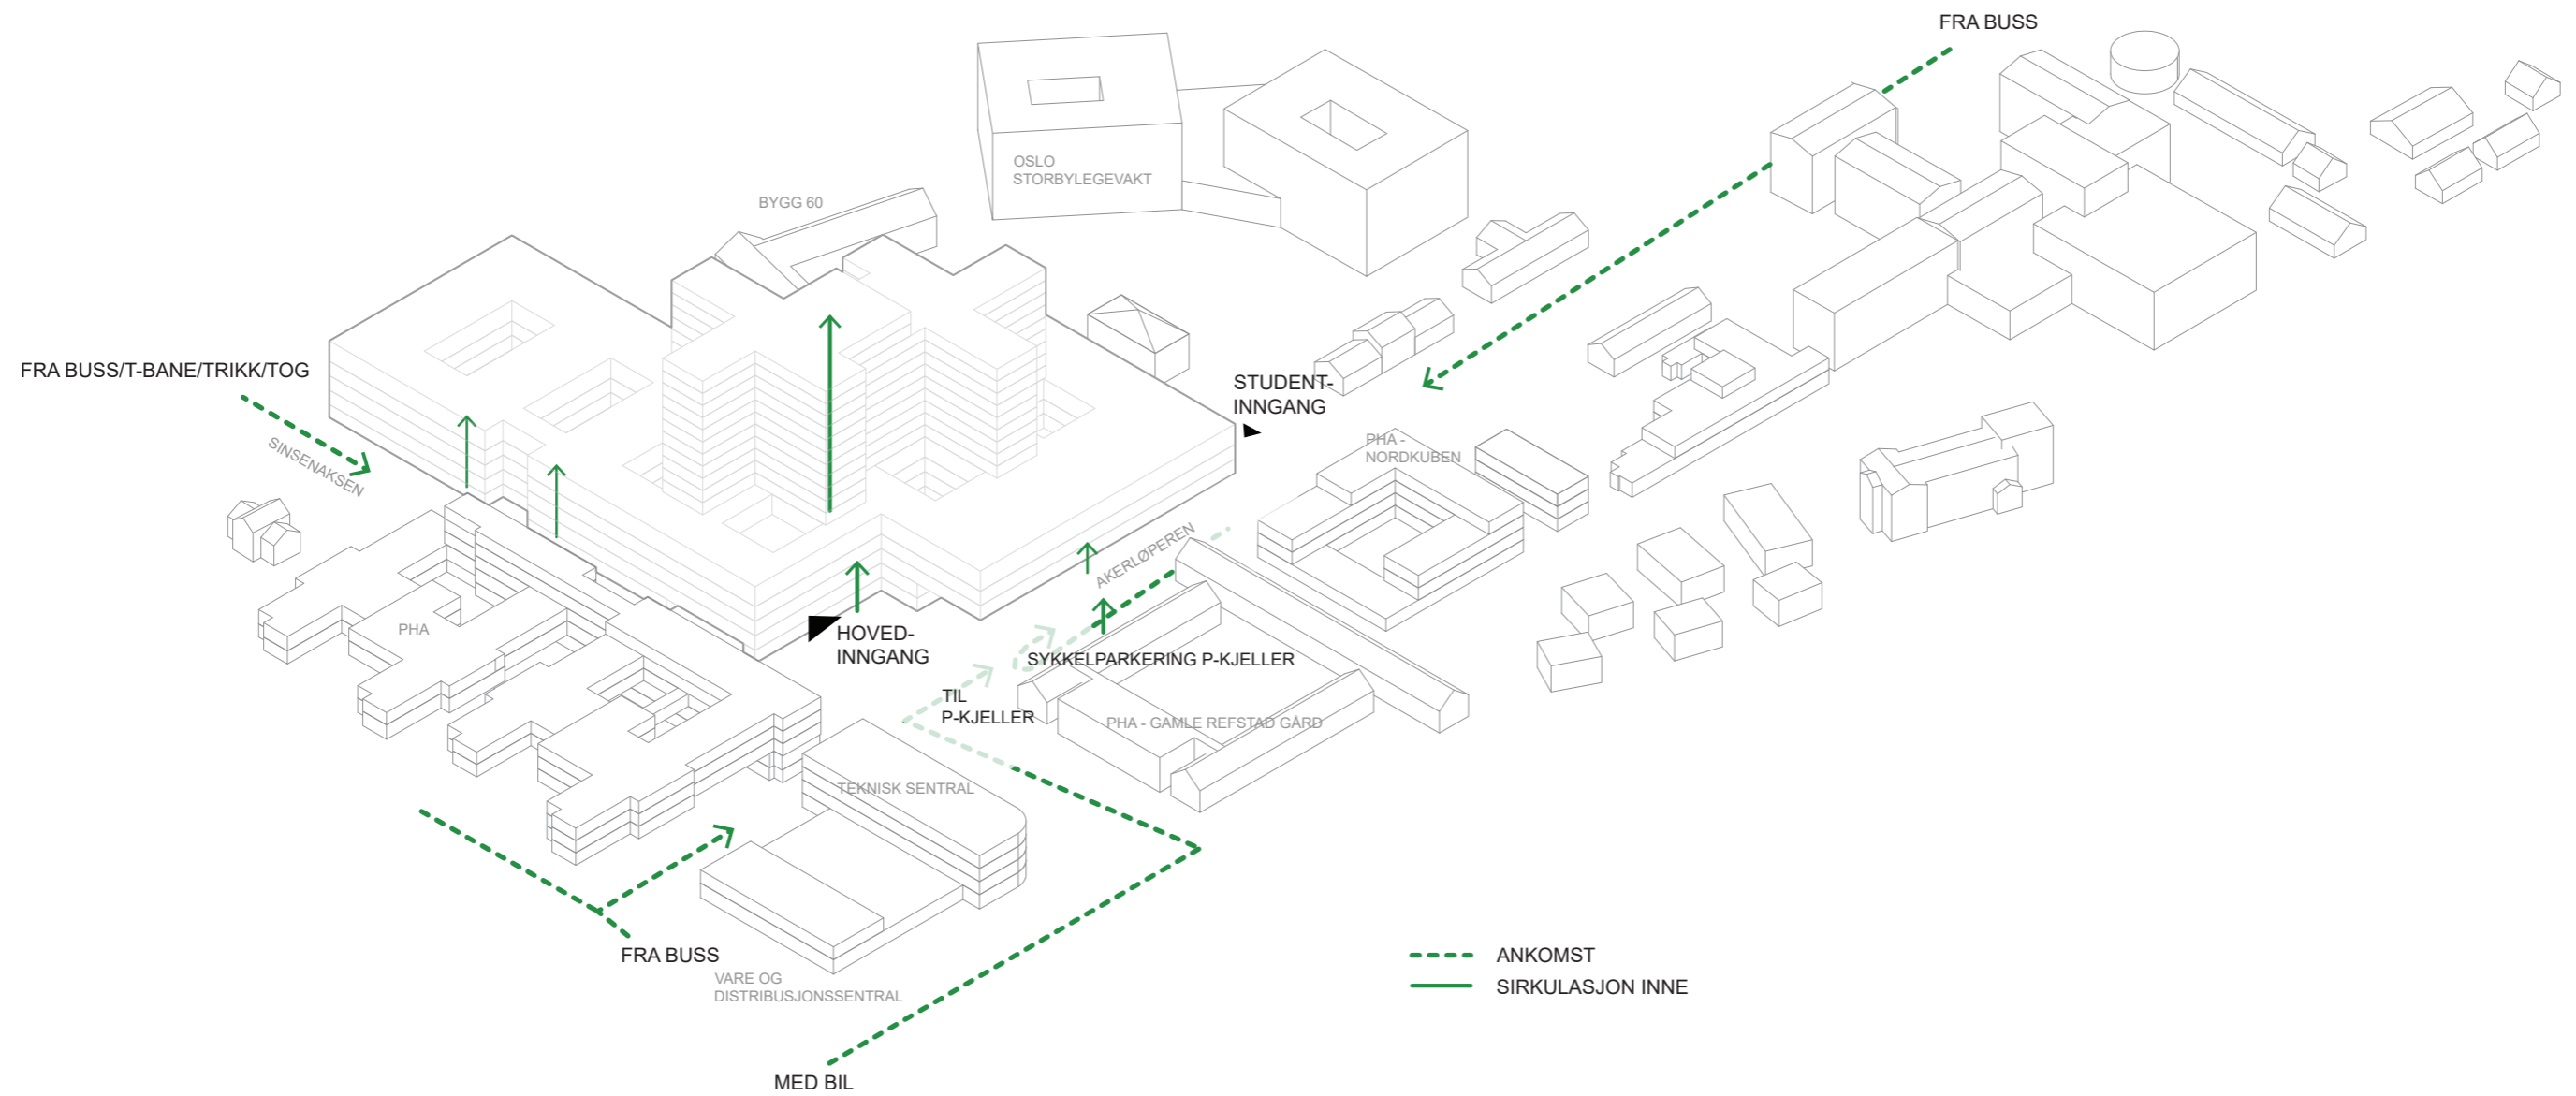 FRA BUSS
OSLO
STORBYLEGEVAKT
BYGG 60
FRA BUSS/T-BANE/TRIKK/TOG
SINSENAKSEN
STUDENT-
INNGANG
PHA -
NORDKUBEN
AKERLØPEREN
PHA
HOVED-
INNGANG
SYKKELPARKERING P-KJELLER
TIL
P-KJELLER
PHA - GAMLE REFSTAD GÅRD
TEKNISK SENTRAL
FRA BUSS
VARE OG
DISTRIBUSJONSSENTRAL
ANKOMST
SIRKULASJON INNE
MED BIL